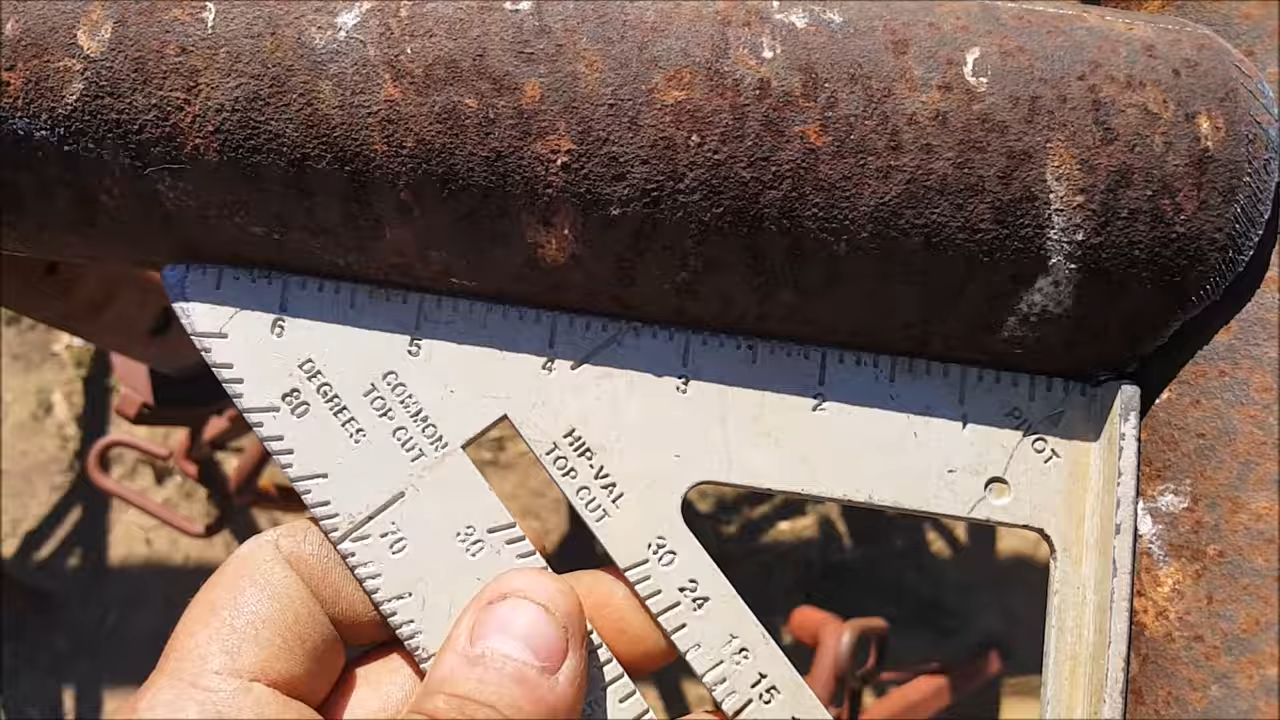 6 5 4 3 2
DEGREES
80
COMMON
TOP CUT
HIP-VAL
TOP CUT
PIVOT
70
30
30 24 18 15